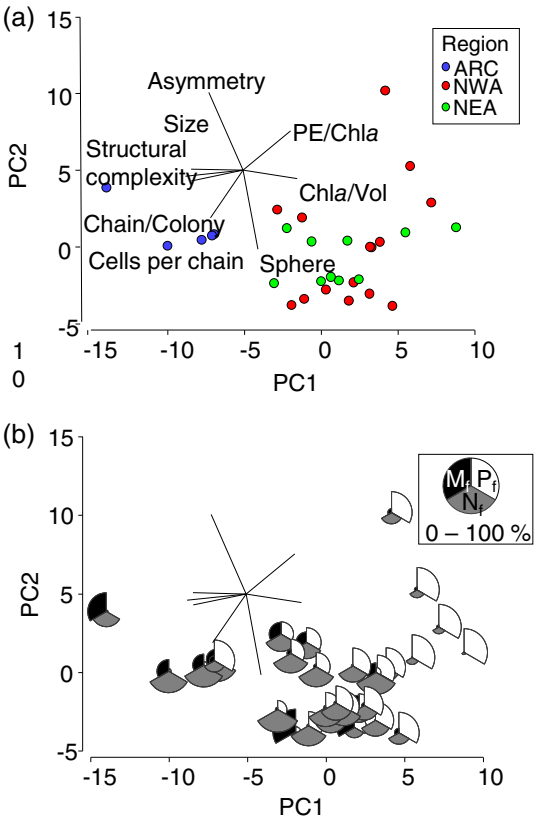 (a)
15
10
5
0
-5
PC2
Asymmetry
Size
Structural
complexity
Chain/Colony
Cells per chain
PE/Chla
Chla/Vol
Sphere
Region
ARC
NWA
NEA
-15
-10
-5
0
5
10
PC1
1
0
(b)
15
10
5
0
-5
PC2
Mf Pf
Nf
0 – 100 %
-15
-10
-5
0
5
10
PC1